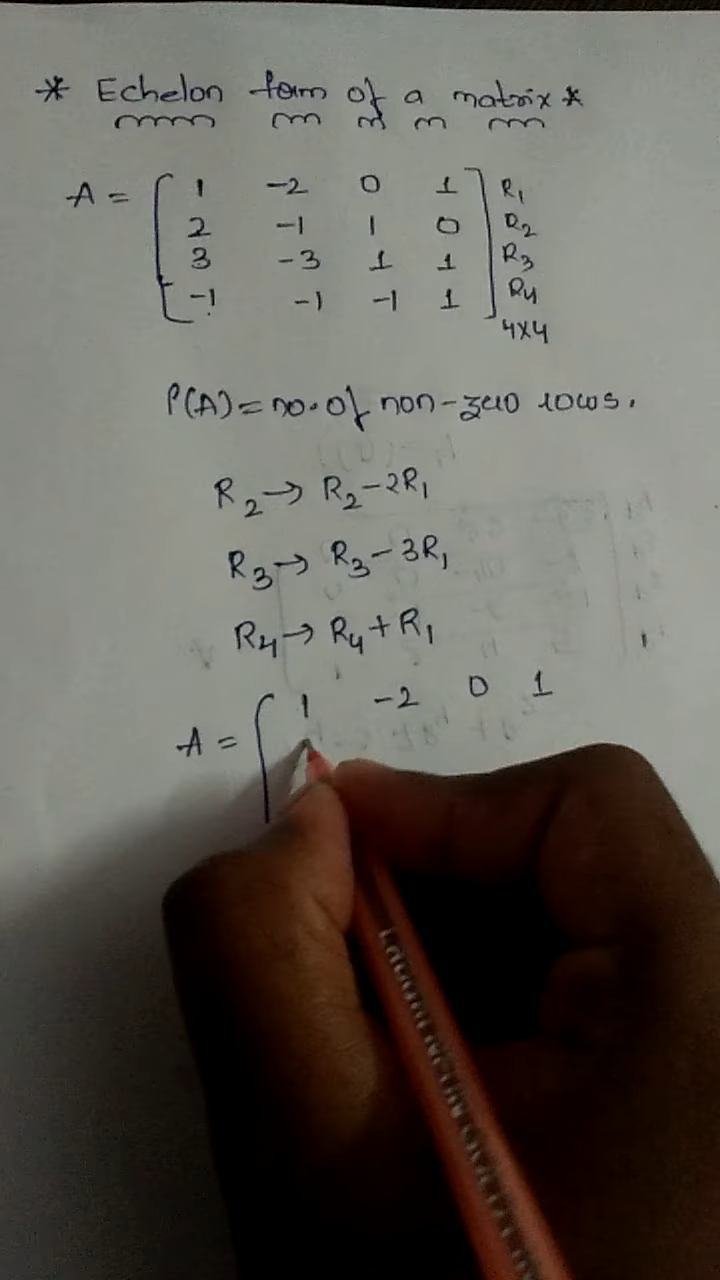 * Echelon form of a matrix *
A = [ 1 -2 0 1 ] R1
2 -1 1 0 R2
3 -3 1 1 R3
-1 -1 -1 1 R4
4x4
ρ(A) = no. of non-zero rows.
R2 → R2 - 2R1
R3 → R3 - 3R1
R4 → R4 + R1
A = [ 1 -2 0 1